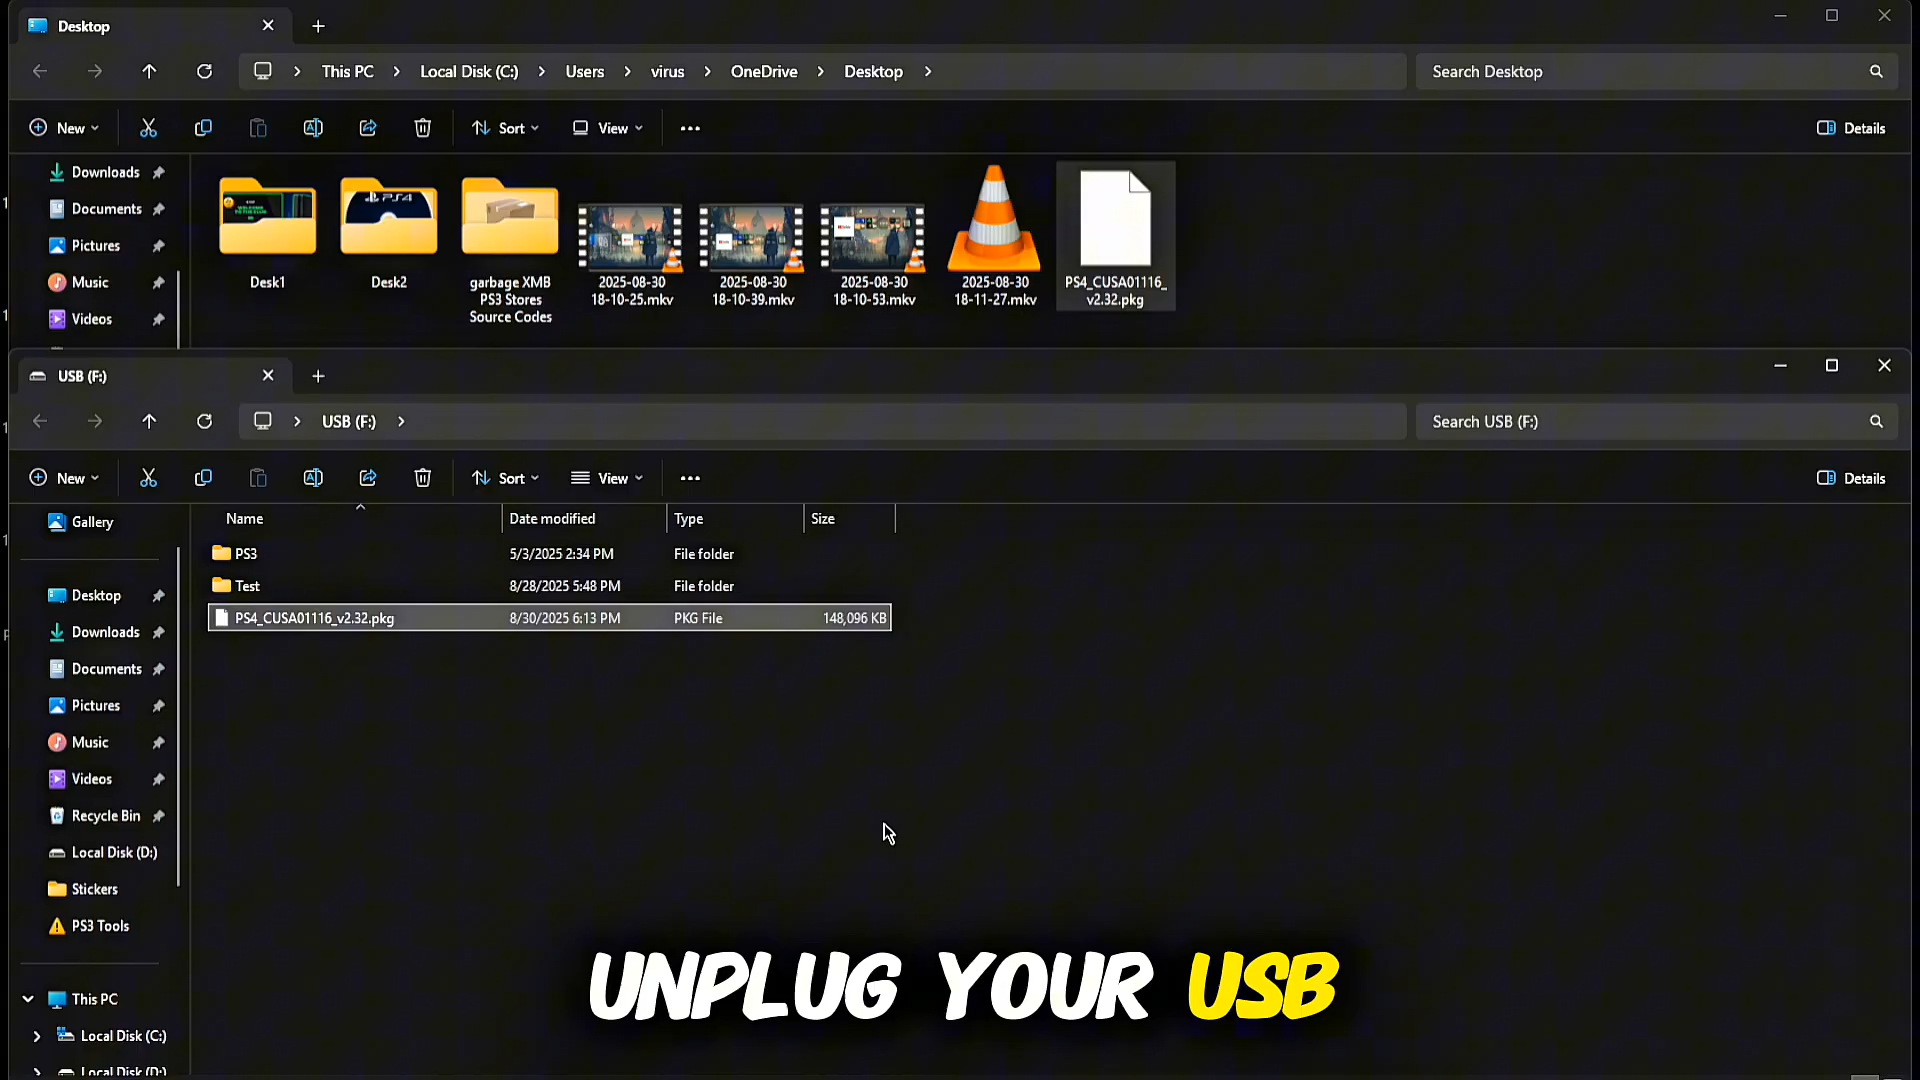 Desktop
This PC
Local Disk (C:)
Users
virus
OneDrive
Desktop
Search Desktop
New
Sort
View
Details
Downloads
Documents
Pictures
Music
Videos
PS4
Desk1
Desk2
garbage XMB
PS3 Stores
Source Codes
2025-08-30
18-10-25.mkv
2025-08-30
18-10-39.mkv
2025-08-30
18-10-53.mkv
2025-08-30
18-11-27.mkv
PS4_CUSA01116_
v2.32.pkg
USB (F:)
USB (F:)
Search USB (F:)
New
Sort
View
Details
Gallery
Desktop
Downloads
Documents
Pictures
Music
Videos
Recycle Bin
Local Disk (D:)
Stickers
PS3 Tools
This PC
Local Disk (C:)
Local Disk (D:)
Name Date modified Type Size
PS3 5/3/2025 2:34 PM File folder
Test 8/28/2025 5:48 PM File folder
PS4_CUSA01116_v2.32.pkg 8/30/2025 6:13 PM PKG File 148,096 KB
UNPLUG YOUR USB